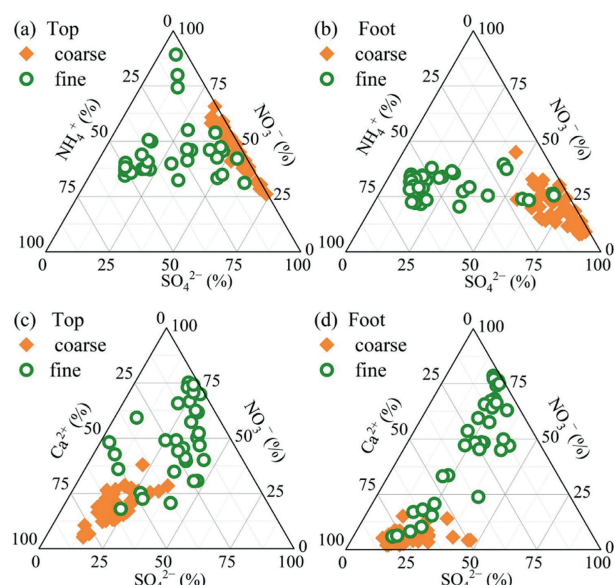 (a) Top
coarse
fine
0
100
25
75
50
50
75
25
100
0
0
25
50
75
100
NH₄⁺ (%)
NO₃⁻ (%)
SO₄²⁻ (%)
(b) Foot
coarse
fine
0
100
25
75
50
50
75
25
100
0
0
25
50
75
100
NH₄⁺ (%)
NO₃⁻ (%)
SO₄²⁻ (%)
(c) Top
coarse
fine
0
100
25
75
50
50
75
25
100
0
0
25
50
75
100
Ca²⁺ (%)
NO₃⁻ (%)
SO₄²⁻ (%)
(d) Foot
coarse
fine
0
100
25
75
50
50
75
25
100
0
0
25
50
75
100
Ca²⁺ (%)
NO₃⁻ (%)
SO₄²⁻ (%)